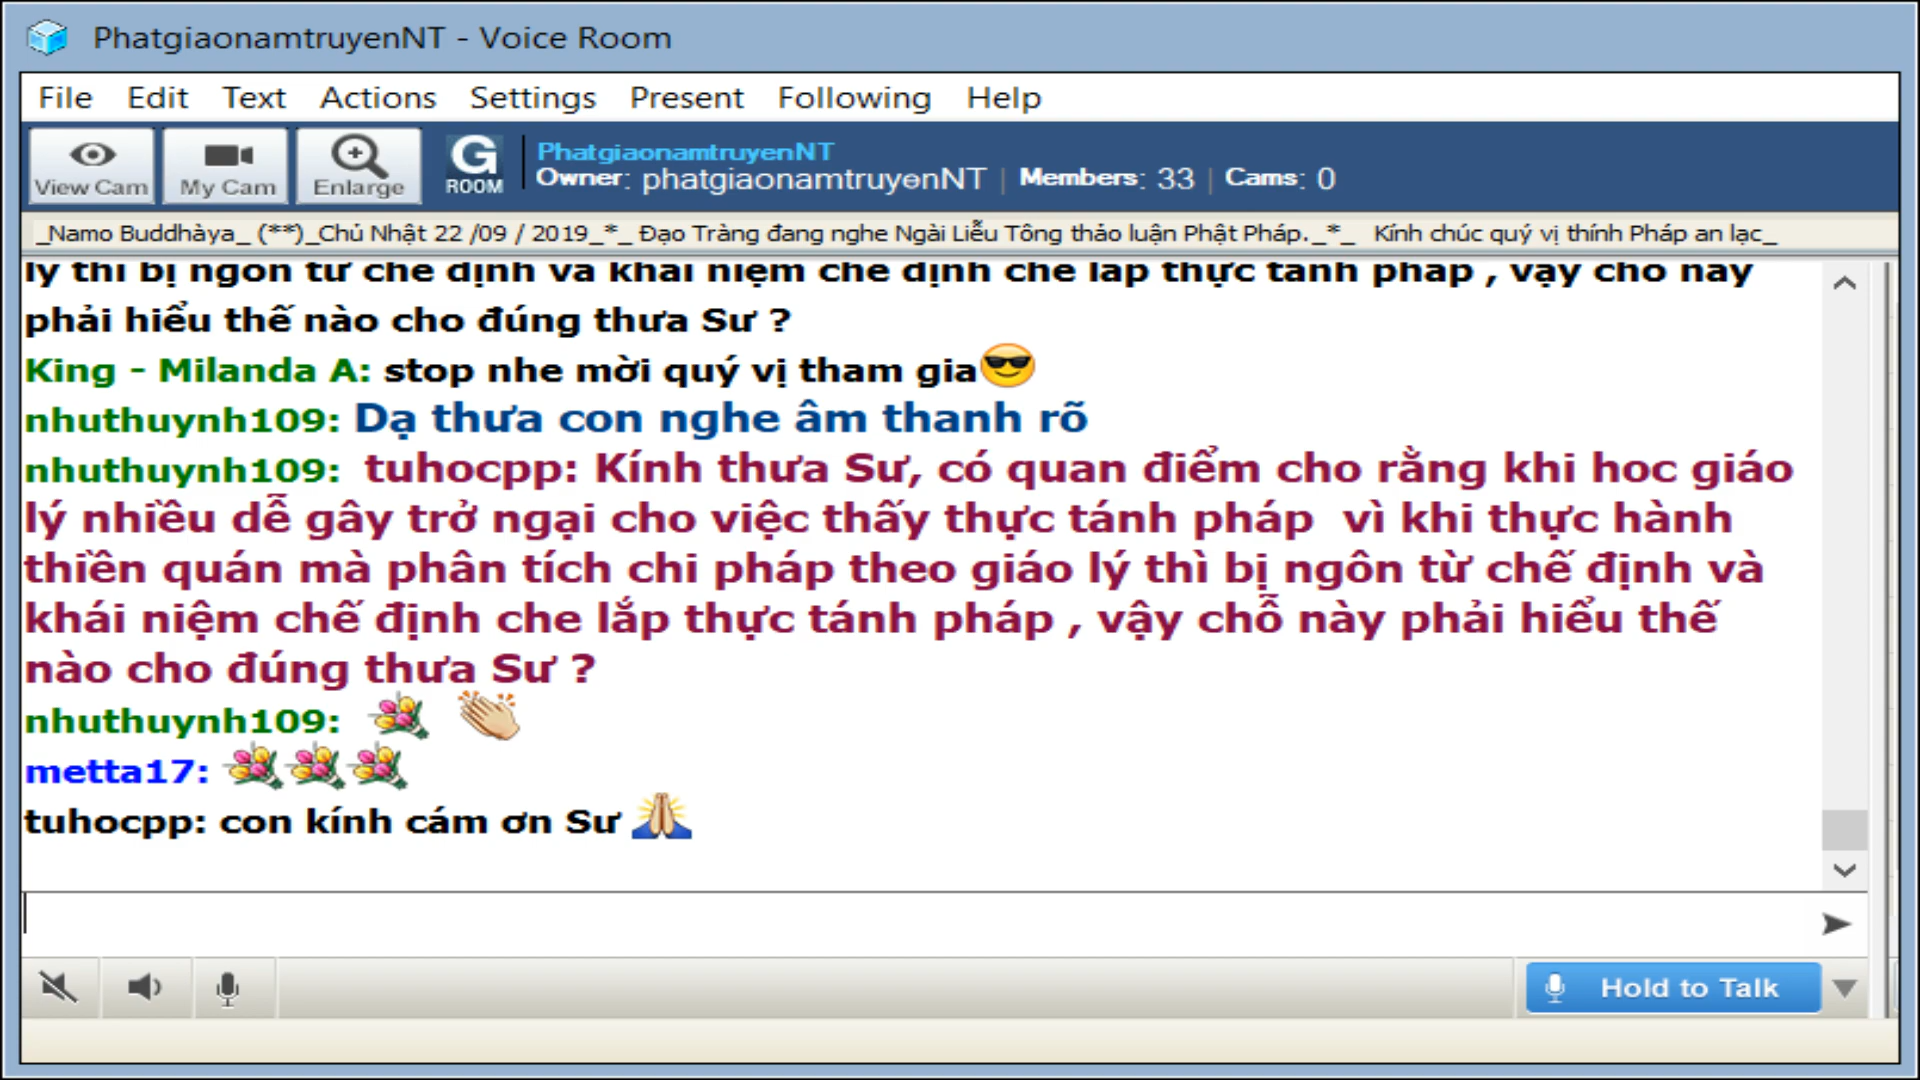 PhatgiaonamtruyenNT - Voice Room
File Edit Text Actions Settings Present Following Help
View Cam My Cam Enlarge G ROOM PhatgiaonamtruyenNT
Owner: phatgiaonamtruyenNT | Members: 33 | Cams: 0
_Namo Buddhàya_ (**)_Chủ Nhật 22 /09 / 2019_*_ Đạo Tràng đang nghe Ngài Liễu Tông thảo luận Phật Pháp._*_ Kính chúc quý vị thính Pháp an lạc_
lý thì bị ngôn từ chế định và khái niệm chế định che lắp thực tánh pháp , vậy chỗ này
phải hiểu thế nào cho đúng thưa Sư ?
King - Milanda A: stop nhe mời quý vị tham gia
nhuthuynh109: Dạ thưa con nghe âm thanh rõ
nhuthuynh109: tuhocpp: Kính thưa Sư, có quan điểm cho rằng khi hoc giáo
lý nhiều dễ gây trở ngại cho việc thấy thực tánh pháp vì khi thực hành
thiền quán mà phân tích chi pháp theo giáo lý thì bị ngôn từ chế định và
khái niệm chế định che lắp thực tánh pháp , vậy chỗ này phải hiểu thế
nào cho đúng thưa Sư ?
nhuthuynh109:
metta17:
tuhocpp: con kính cám ơn Sư
Hold to Talk